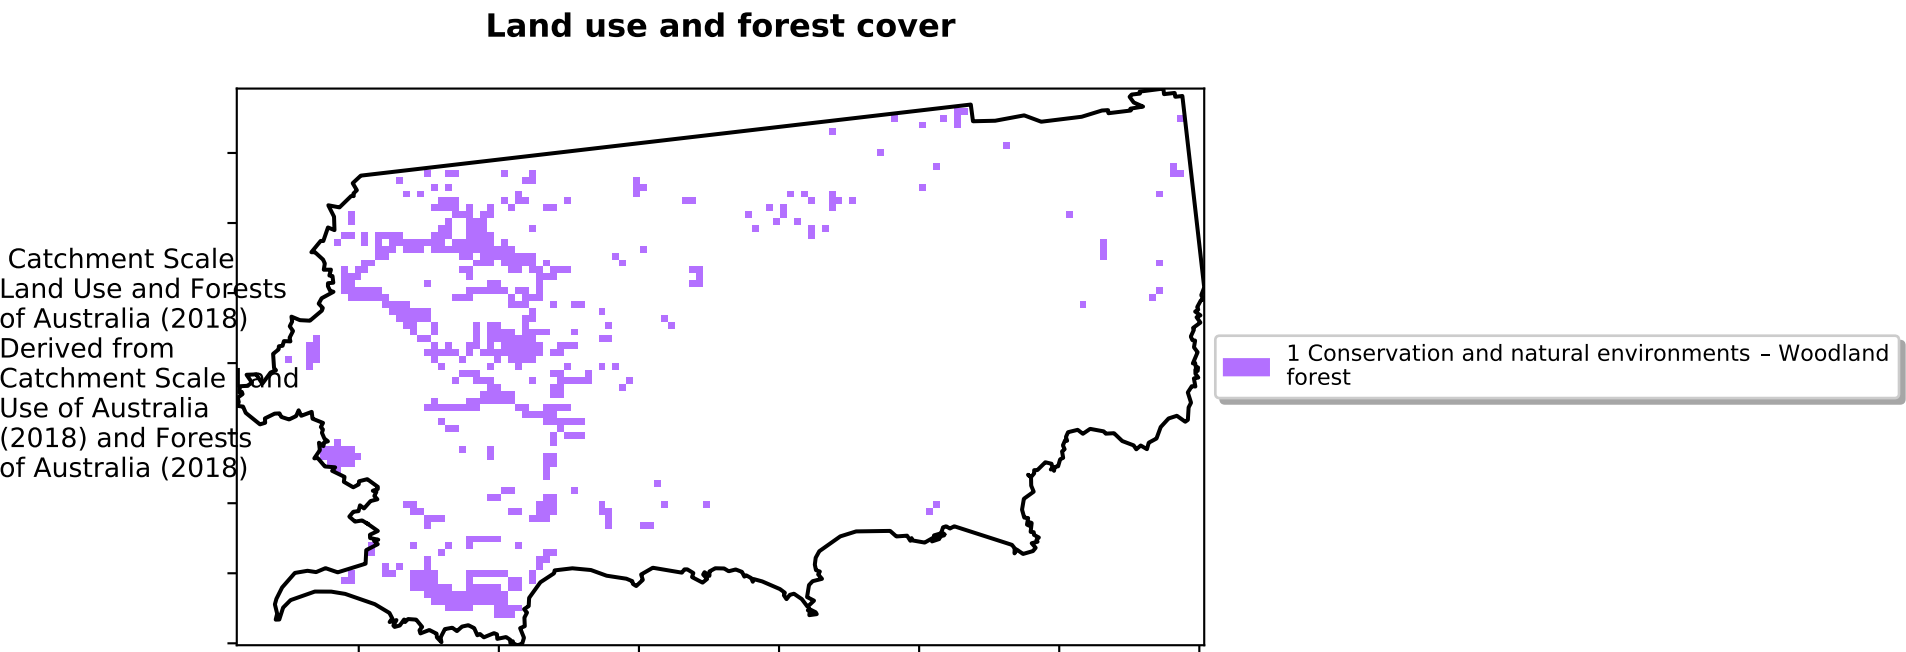 Land use and forest cover
Catchment Scale
Land Use and Forests
of Australia (2018)
Derived from
Catchment Scale Land
Use of Australia
(2018) and Forests
of Australia (2018)
1 Conservation and natural environments – Woodland
forest